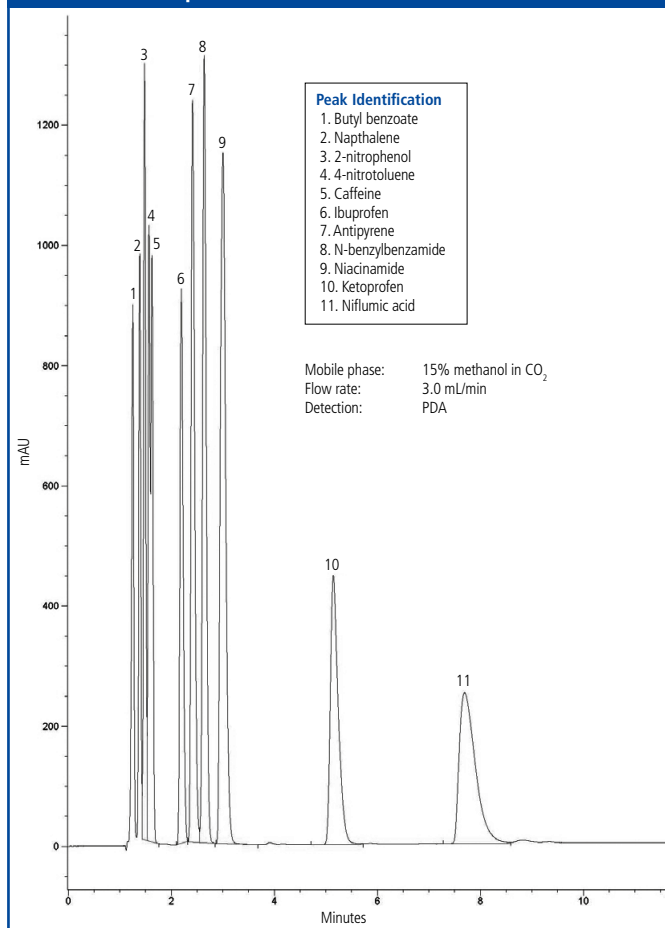 3
8
7
9
4
2
5
1
6
10
11
1200
1000
800
600
400
200
0
mAU
Peak Identification
1. Butyl benzoate
2. Napthalene
3. 2-nitrophenol
4. 4-nitrotoluene
5. Caffeine
6. Ibuprofen
7. Antipyrene
8. N-benzylbenzamide
9. Niacinamide
10. Ketoprofen
11. Niflumic acid
Mobile phase: 15% methanol in CO₂
Flow rate: 3.0 mL/min
Detection: PDA
0 2 4 6 8 10
Minutes